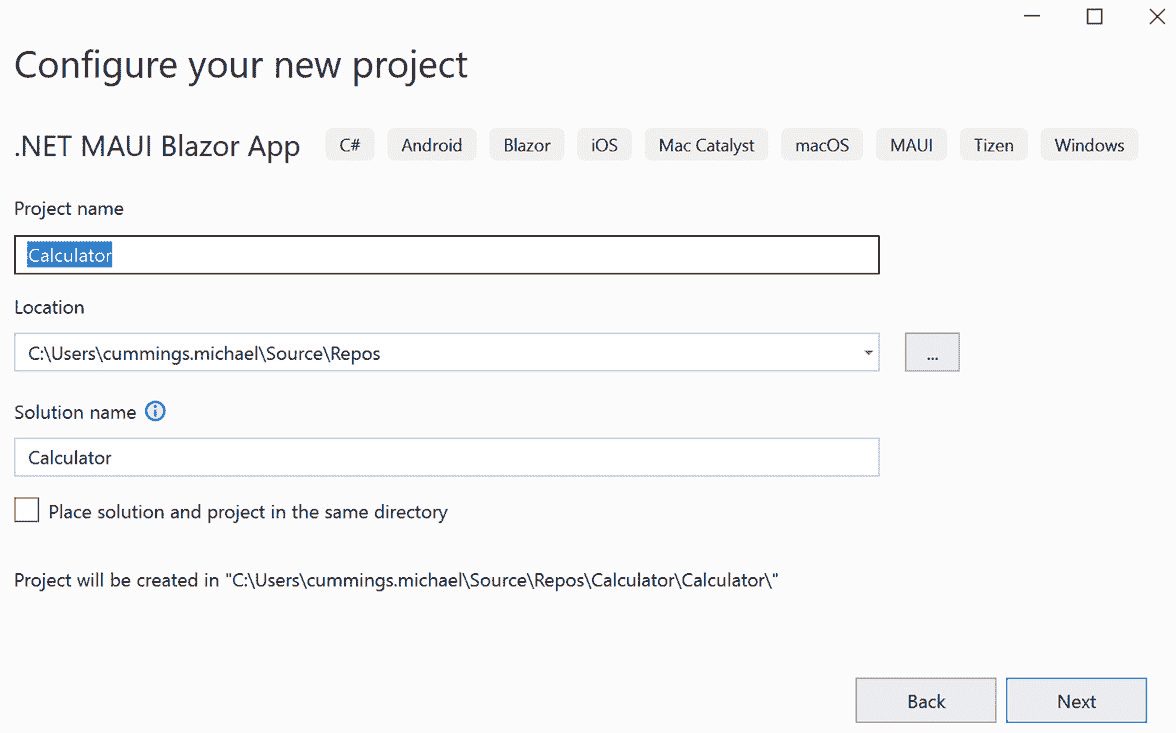 Configure your new project
.NET MAUI Blazor App C# Android Blazor iOS Mac Catalyst macOS MAUI Tizen Windows
Project name
Calculator
Location
C:\Users\cummings.michael\Source\Repos
...
Solution name
Calculator
Place solution and project in the same directory
Project will be created in "C:\Users\cummings.michael\Source\Repos\Calculator\Calculator\"
Back Next